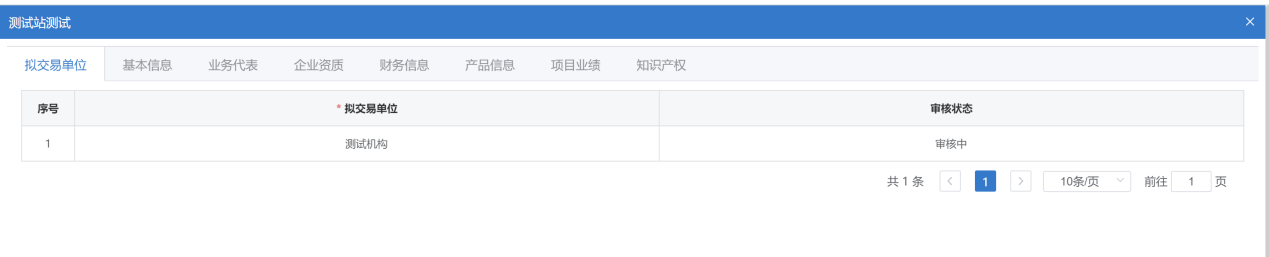 测试站测试
拟交易单位 基本信息 业务代表 企业资质 财务信息 产品信息 项目业绩 知识产权
序号 * 拟交易单位 审核状态
1 测试机构 审核中
共 1 条 < 1 > 10条/页 前往 1 页